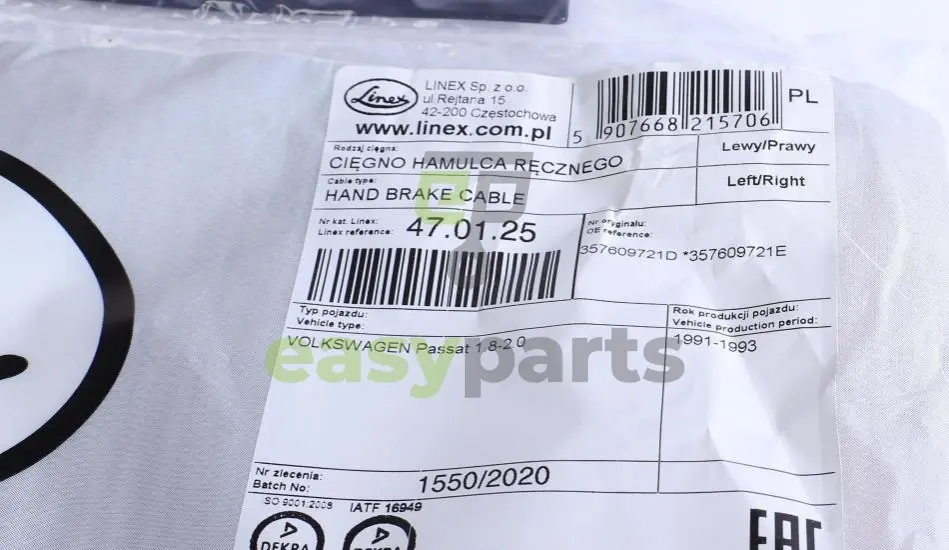 Linex
LINEX Sp. z o.o.
ul.Rejtana 15
42-200 Częstochowa
www.linex.com.pl
5 907668 215706
PL
Rodzaj cięgna:
CIĘGNO HAMULCA RĘCZNEGO
Lewy/Prawy
Cable type:
HAND BRAKE CABLE
Left/Right
Nr kat. Linex:
Linex reference:
47.01.25
Nr oryginału:
OE reference:
357609721D *357609721E
Typ pojazdu:
Vehicle type:
VOLKSWAGEN Passat 1.8-2.0
Rok produkcji pojazdu:
Vehicle production period:
1991-1993
easyparts
Nr zlecenia:
Batch No:
1550/2020
ISO 9001:2008
IATF 16949
DEKRA
DEKRA
EAC